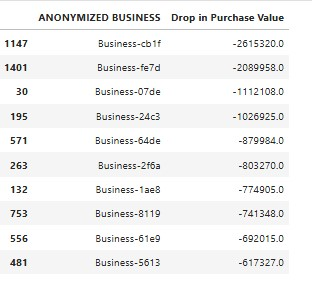 ANONYMIZED BUSINESS Drop in Purchase Value
1147 Business-cb1f -2615320.0
1401 Business-fe7d -2089958.0
30 Business-07de -1112108.0
195 Business-24c3 -1026925.0
571 Business-64de -879984.0
263 Business-2f6a -803270.0
132 Business-1ae8 -774905.0
753 Business-8119 -741348.0
556 Business-61e9 -692015.0
481 Business-5613 -617327.0